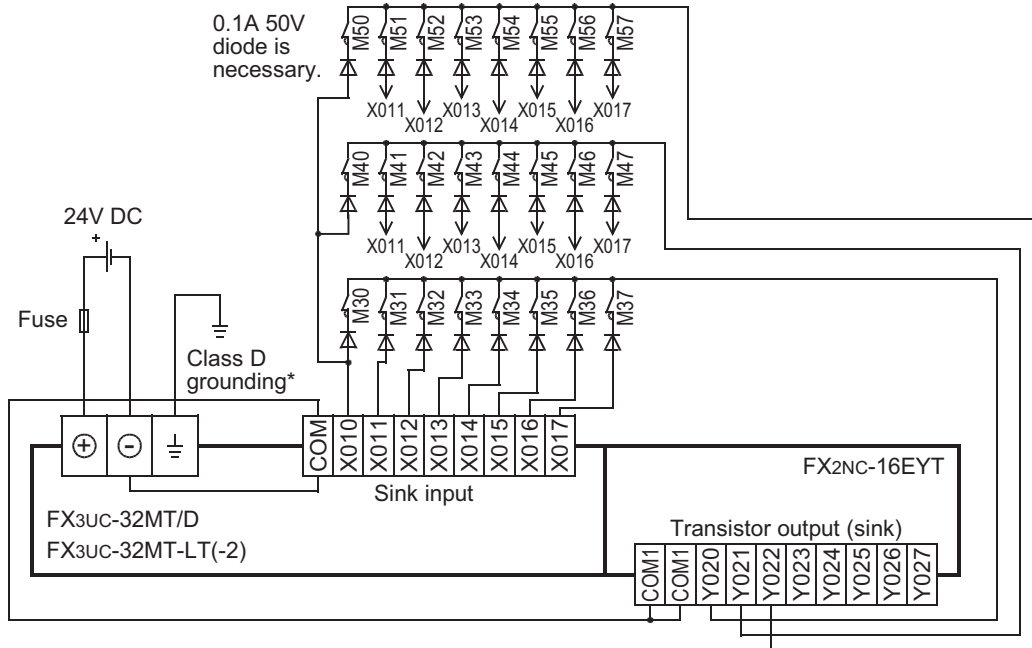 0.1A 50V
diode is
necessary.
M50
M51
M52
M53
M54
M55
M56
M57
X011
X012
X013
X014
X015
X016
X017
M40
M41
M42
M43
M44
M45
M46
M47
X011
X012
X013
X014
X015
X016
X017
24V DC
+
M30
M31
M32
M33
M34
M35
M36
M37
Fuse
Class D
grounding*
+
-
COM
X010
X011
X012
X013
X014
X015
X016
X017
Sink input
FX2NC-16EYT
FX3UC-32MT/D
FX3UC-32MT-LT(-2)
Transistor output (sink)
COM1
COM1
Y020
Y021
Y022
Y023
Y024
Y025
Y026
Y027